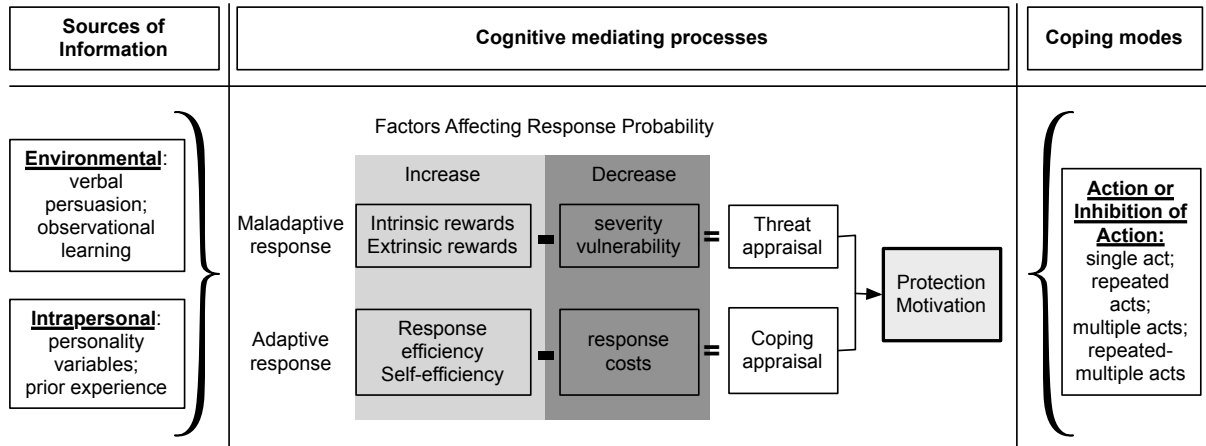 Sources of
Information
Cognitive mediating processes
Coping modes
Factors Affecting Response Probability
Environmental:
verbal
persuasion;
observational
learning
Intrapersonal:
personality
variables;
prior experience
Increase
Decrease
Maladaptive
response
Intrinsic rewards
Extrinsic rewards
-
severity
vulnerability
=
Threat
appraisal
Adaptive
response
Response
efficiency
Self-efficiency
-
response
costs
=
Coping
appraisal
Protection
Motivation
Action or
Inhibition of
Action:
single act;
repeated
acts;
multiple acts;
repeated-
multiple acts